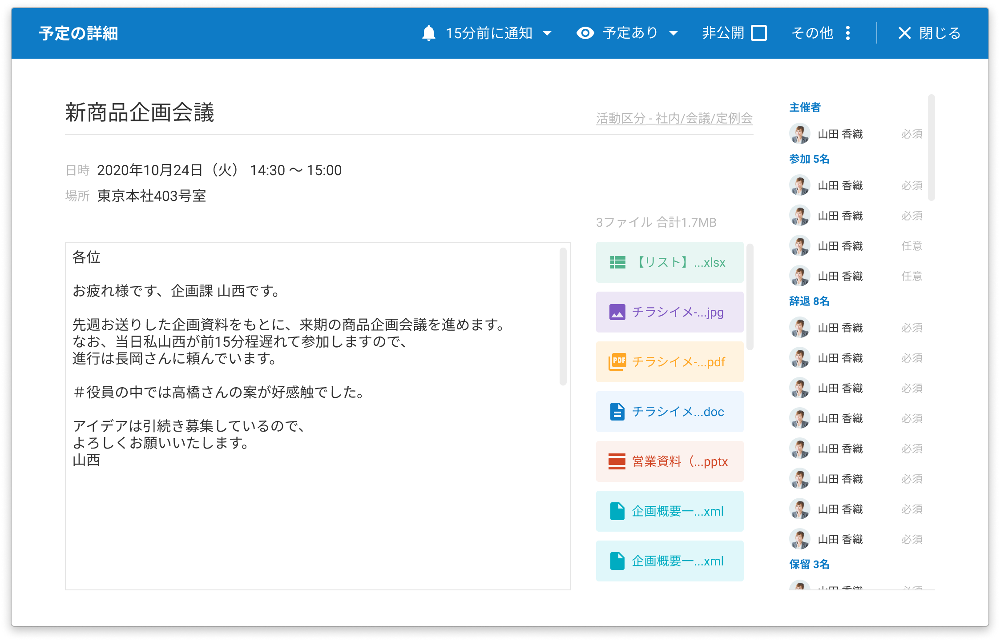 予定の詳細
15分前に通知
予定あり
非公開
その他
閉じる
新商品企画会議
活動区分 - 社内/会議/定例会
日時 2020年10月24日（火） 14:30 〜 15:00
場所 東京本社403号室
各位
お疲れ様です、企画課 山西です。
先週お送りした企画資料をもとに、来期の商品企画会議を進めます。
なお、当日私山西が前15分程遅れて参加しますので、
進行は長岡さんに頼んでいます。
＃役員の中では高橋さんの案が好感触でした。
アイデアは引続き募集しているので、
よろしくお願いいたします。
山西
3ファイル 合計1.7MB
【リスト】...xlsx
チラシイメ-...jpg
PDF チラシイメ-...pdf
チラシイメ...doc
営業資料（...pptx
企画概要一...xml
企画概要一...xml
主催者
山田 香織 必須
参加 5名
山田 香織 必須
山田 香織 必須
山田 香織 任意
山田 香織 任意
辞退 8名
山田 香織 必須
山田 香織 必須
山田 香織 必須
山田 香織 必須
山田 香織 必須
山田 香織 必須
山田 香織 必須
山田 香織 必須
保留 3名
山田 香織 必須